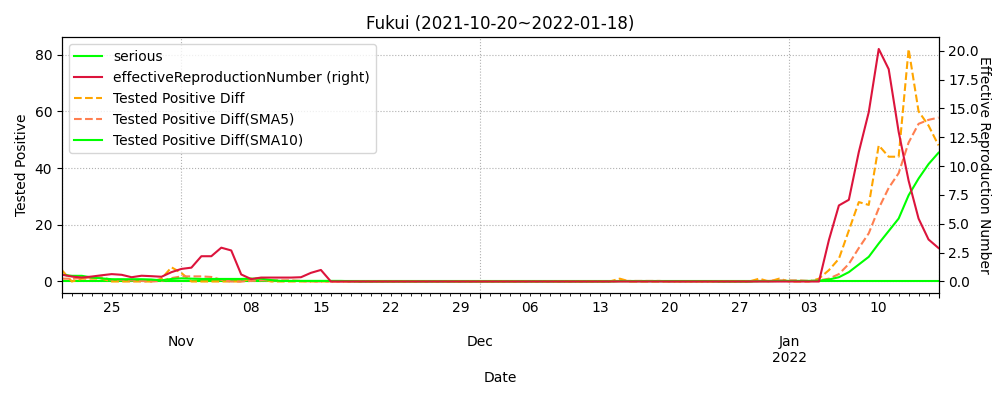 Fukui (2021-10-20~2022-01-18)
serious
effectiveReproductionNumber (right)
Tested Positive Diff
Tested Positive Diff(SMA5)
Tested Positive Diff(SMA10)
Tested Positive
80
60
40
20
0
20.0
17.5
15.0
12.5
10.0
7.5
5.0
2.5
0.0
Effective Reproduction Number
25 08 15 22 29 06 13 20 27 03 10
Nov Dec Jan
2022
Date